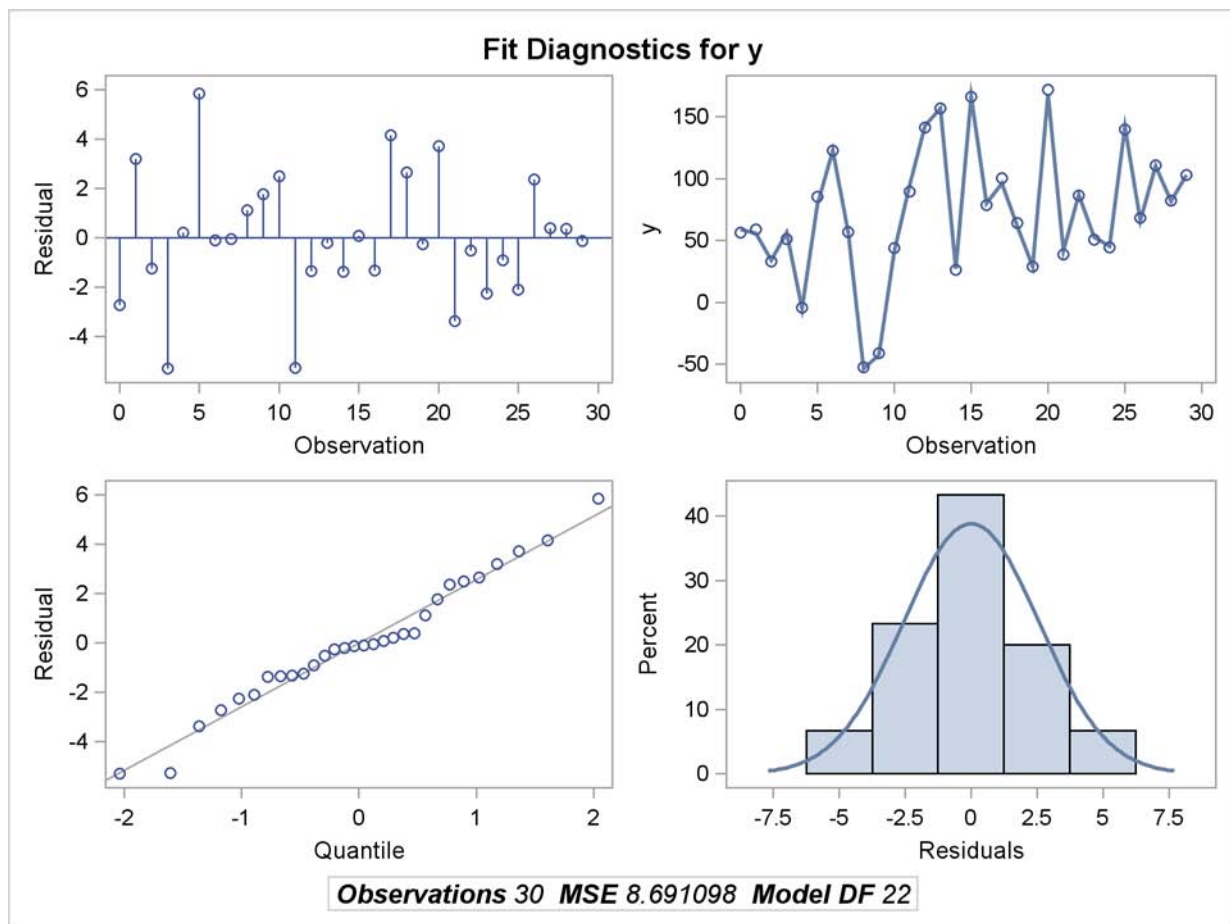 Fit Diagnostics for y
6
4
2
0
-2
-4
Residual
0 5 10 15 20 25 30
Observation
150
100
50
0
-50
y
0 5 10 15 20 25 30
Observation
6
4
2
0
-2
-4
Residual
-2 -1 0 1 2
Quantile
40
30
20
10
0
Percent
-7.5 -5 -2.5 0 2.5 5 7.5
Residuals
Observations 30 MSE 8.691098 Model DF 22